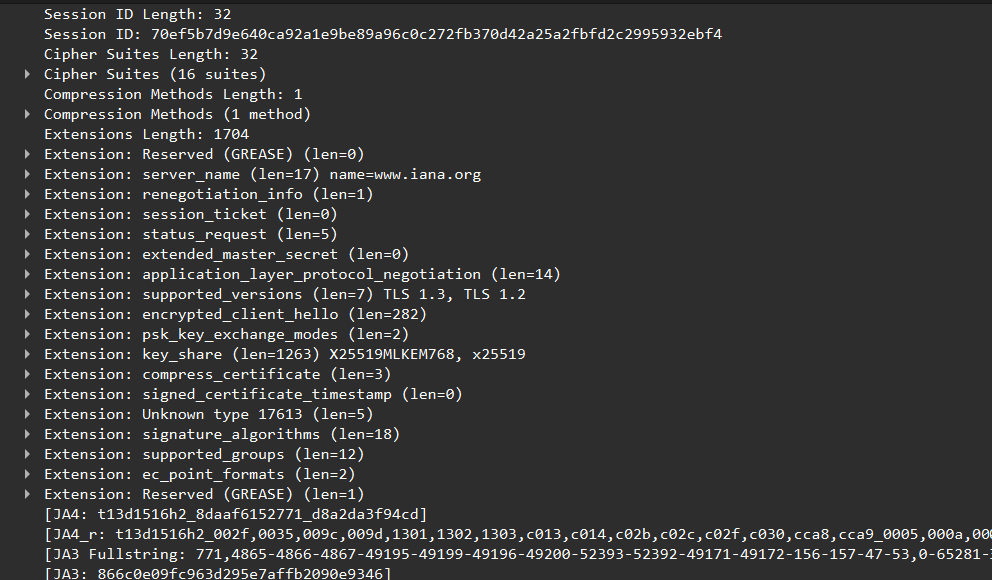 Session ID Length: 32
Session ID: 70ef5b7d9e640ca92a1e9be89a96c0c272fb370d42a25a2fbfd2c2995932ebf4
Cipher Suites Length: 32
Cipher Suites (16 suites)
Compression Methods Length: 1
Compression Methods (1 method)
Extensions Length: 1704
Extension: Reserved (GREASE) (len=0)
Extension: server_name (len=17) name=www.iana.org
Extension: renegotiation_info (len=1)
Extension: session_ticket (len=0)
Extension: status_request (len=5)
Extension: extended_master_secret (len=0)
Extension: application_layer_protocol_negotiation (len=14)
Extension: supported_versions (len=7) TLS 1.3, TLS 1.2
Extension: encrypted_client_hello (len=282)
Extension: psk_key_exchange_modes (len=2)
Extension: key_share (len=1263) X25519MLKEM768, x25519
Extension: compress_certificate (len=3)
Extension: signed_certificate_timestamp (len=0)
Extension: Unknown type 17613 (len=5)
Extension: signature_algorithms (len=18)
Extension: supported_groups (len=12)
Extension: ec_point_formats (len=2)
Extension: Reserved (GREASE) (len=1)
[JA4: t13d1516h2_8daaf6152771_d8a2da3f94cd]
[JA4_r: t13d1516h2_002f,0035,009c,009d,1301,1302,1303,c013,c014,c02b,c02c,c02f,c030,cca8,cca9_0005,000a,00
[JA3 Fullstring: 771,4865-4866-4867-49195-49199-49196-49200-52393-52392-49171-49172-156-157-47-53,0-65281-
[JA3: 866c0e09fc963d295e7affb2090e9346]